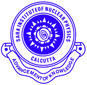 SAHA INSTITUTE OF NUCLEAR PHYSICS
CALCUTTA
ADVANCEMENT OF KNOWLEDGE